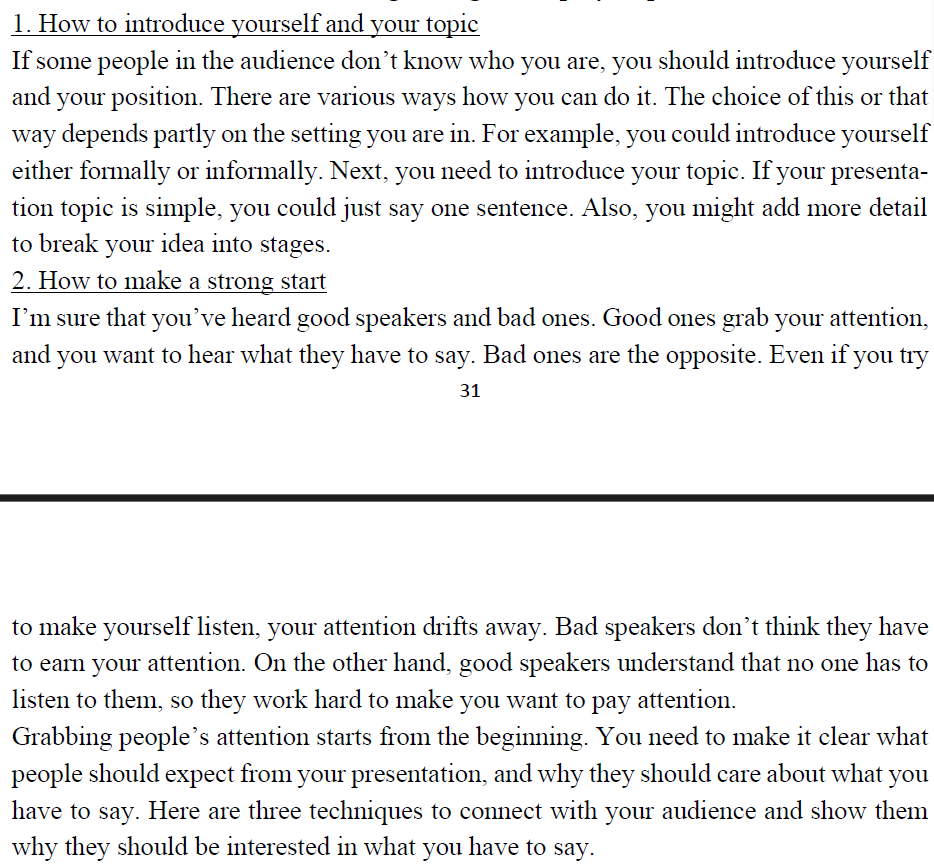 1. How to introduce yourself and your topic
If some people in the audience don’t know who you are, you should introduce yourself
and your position. There are various ways how you can do it. The choice of this or that
way depends partly on the setting you are in. For example, you could introduce yourself
either formally or informally. Next, you need to introduce your topic. If your presenta-
tion topic is simple, you could just say one sentence. Also, you might add more detail
to break your idea into stages.
2. How to make a strong start
I’m sure that you’ve heard good speakers and bad ones. Good ones grab your attention,
and you want to hear what they have to say. Bad ones are the opposite. Even if you try
31
to make yourself listen, your attention drifts away. Bad speakers don’t think they have
to earn your attention. On the other hand, good speakers understand that no one has to
listen to them, so they work hard to make you want to pay attention.
Grabbing people’s attention starts from the beginning. You need to make it clear what
people should expect from your presentation, and why they should care about what you
have to say. Here are three techniques to connect with your audience and show them
why they should be interested in what you have to say.